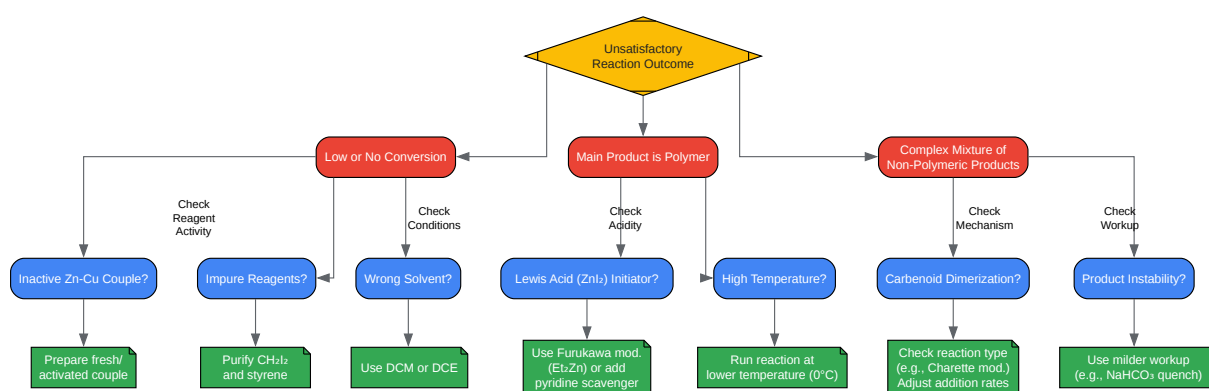 Unsatisfactory
Reaction Outcome
Low or No Conversion
Main Product is Polymer
Complex Mixture of
Non-Polymeric Products
Check
Reagent
Activity
Check
Conditions
Check
Acidity
Check
Mechanism
Check
Workup
Inactive Zn-Cu Couple?
Impure Reagents?
Wrong Solvent?
Lewis Acid (ZnI₂) Initiator?
High Temperature?
Carbenoid Dimerization?
Product Instability?
Prepare fresh/
activated couple
Purify CH₂I₂
and styrene
Use DCM or DCE
Use Furukawa mod.
(Et₂Zn) or add
pyridine scavenger
Run reaction at
lower temperature (0°C)
Check reaction type
(e.g., Charette mod.)
Adjust addition rates
Use milder workup
(e.g., NaHCO₃ quench)